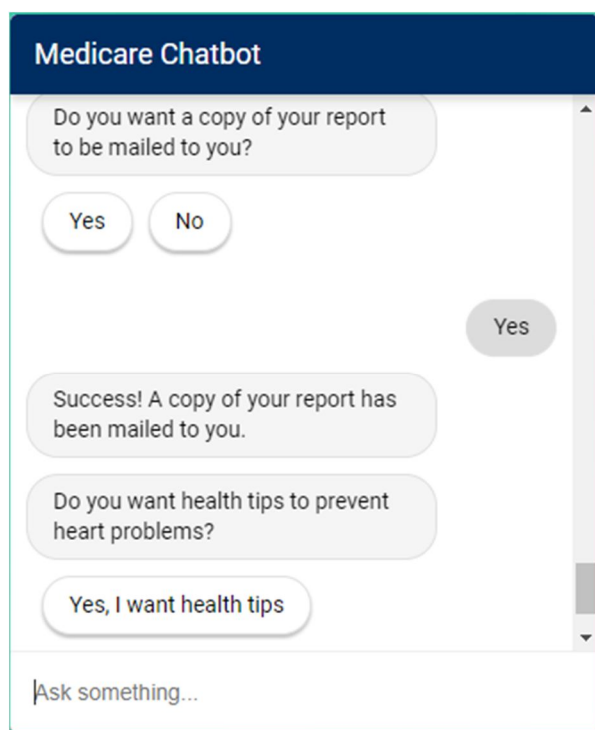 Medicare Chatbot
Do you want a copy of your report
to be mailed to you?
Yes No
Yes
Success! A copy of your report has
been mailed to you.
Do you want health tips to prevent
heart problems?
Yes, I want health tips
Ask something...